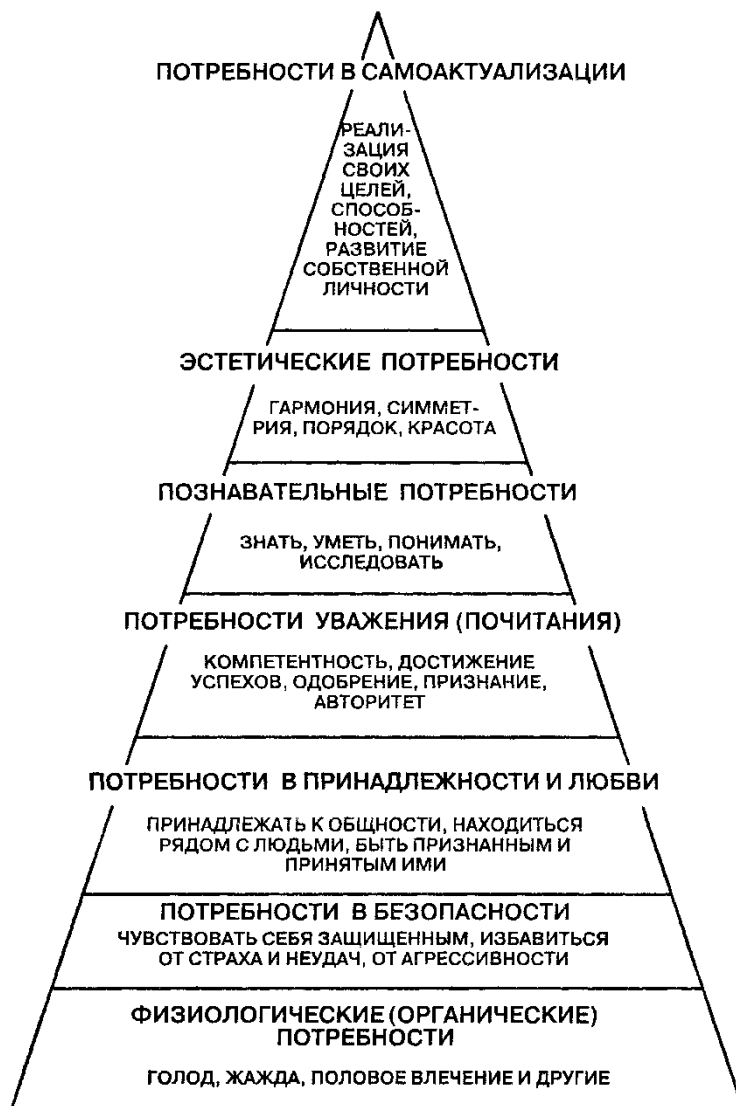 ПОТРЕБНОСТИ В САМОАКТУАЛИЗАЦИИ
РЕАЛИ-
ЗАЦИЯ
СВОИХ
ЦЕЛЕЙ,
СПОСОБ-
НОСТЕЙ,
РАЗВИТИЕ
СОБСТВЕННОЙ
ЛИЧНОСТИ
ЭСТЕТИЧЕСКИЕ ПОТРЕБНОСТИ
ГАРМОНИЯ, СИММЕТ-
РИЯ, ПОРЯДОК, КРАСОТА
ПОЗНАВАТЕЛЬНЫЕ ПОТРЕБНОСТИ
ЗНАТЬ, УМЕТЬ, ПОНИМАТЬ,
ИССЛЕДОВАТЬ
ПОТРЕБНОСТИ УВАЖЕНИЯ (ПОЧИТАНИЯ)
КОМПЕТЕНТНОСТЬ, ДОСТИЖЕНИЕ
УСПЕХОВ, ОДОБРЕНИЕ, ПРИЗНАНИЕ,
АВТОРИТЕТ
ПОТРЕБНОСТИ В ПРИНАДЛЕЖНОСТИ И ЛЮБВИ
ПРИНАДЛЕЖАТЬ К ОБЩНОСТИ, НАХОДИТЬСЯ
РЯДОМ С ЛЮДЬМИ, БЫТЬ ПРИЗНАННЫМ И
ПРИНЯТЫМ ИМИ
ПОТРЕБНОСТИ В БЕЗОПАСНОСТИ
ЧУВСТВОВАТЬ СЕБЯ ЗАЩИЩЕННЫМ, ИЗБАВИТЬСЯ
ОТ СТРАХА И НЕУДАЧ, ОТ АГРЕССИВНОСТИ
ФИЗИОЛОГИЧЕСКИЕ (ОРГАНИЧЕСКИЕ)
ПОТРЕБНОСТИ
ГОЛОД, ЖАЖДА, ПОЛОВОЕ ВЛЕЧЕНИЕ И ДРУГИЕ